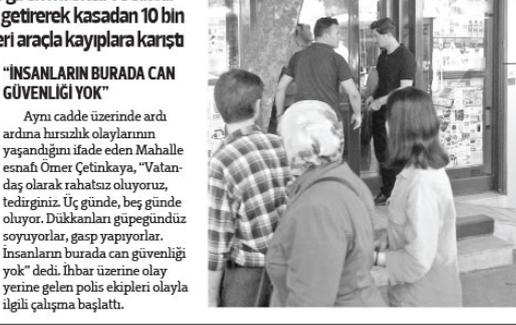 getirerek kasadan 10 bin
eri araçla kayıplara karıştı
“İNSANLARIN BURADA CAN
GÜVENLİĞİ YOK”
Aynı cadde üzerinde ardı
ardına hırsızlık olaylarının
yaşandığını ifade eden Mahalle
esnafı Ömer Çetinkaya, “Vatan-
daş olarak rahatsız oluyoruz,
tedirginiz. Üç günde, beş günde
oluyor. Dükkanları güpegündüz
soyuyorlar, gasp yapıyorlar.
İnsanların burada can güvenliği
yok” dedi. İhbar üzerine olay
yerine gelen polis ekipleri olayla
ilgili çalışma başlattı.